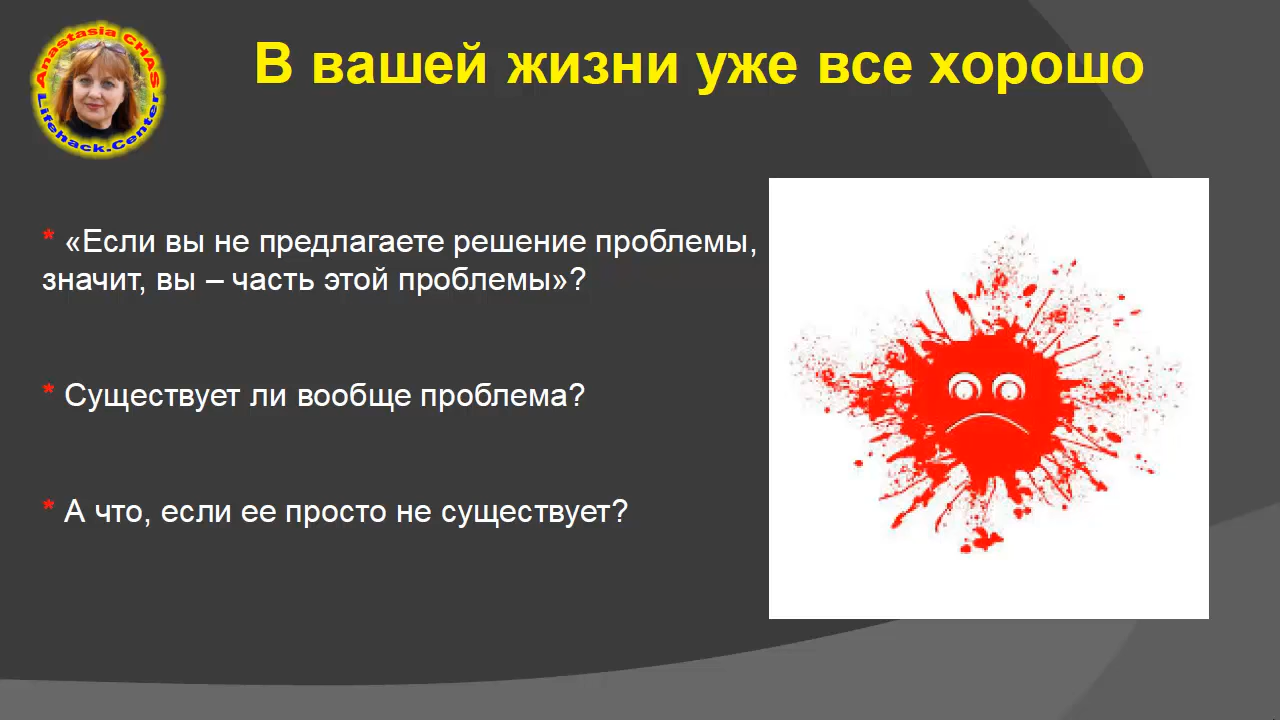 Anastasia CHAS
Lifehack.Center
В вашей жизни уже все хорошо
* «Если вы не предлагаете решение проблемы,
значит, вы – часть этой проблемы»?
* Существует ли вообще проблема?
* А что, если ее просто не существует?